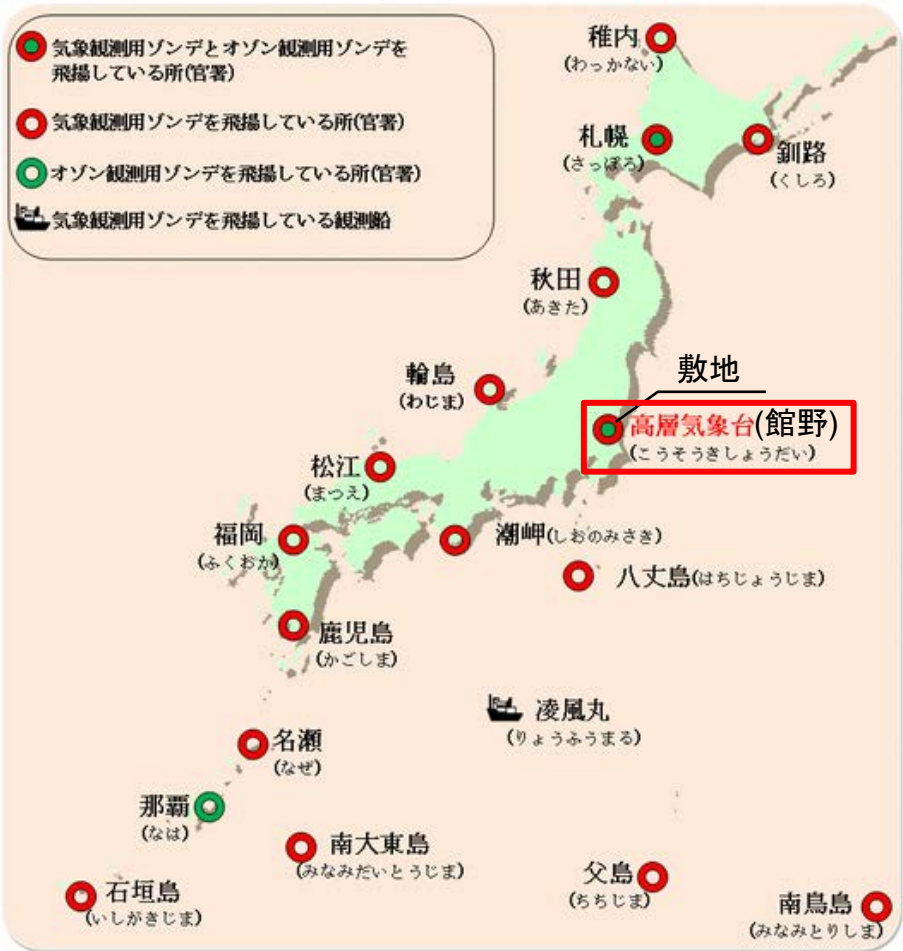 気象観測用ゾンデとオゾン観測用ゾンデを
飛揚している所(官署)
気象観測用ゾンデを飛揚している所(官署)
オゾン観測用ゾンデを飛揚している所(官署)
気象観測用ゾンデを飛揚している観測船
稚内
(わっかない)
札幌
(さっぽろ)
釧路
(くしろ)
秋田
(あきた)
輪島
(わじま)
敷地
高層気象台(館野)
(こうそうきしょうだい)
松江
(まつえ)
福岡
(ふくおか)
潮岬(しおのみさき)
八丈島(はちじょうじま)
鹿児島
(かごしま)
凌風丸
(りょうふうまる)
名瀬
(なぜ)
那覇
(なは)
南大東島
(みなみだいとうじま)
父島
(ちちじま)
石垣島
(いしがきじま)
南鳥島
(みなみとりしま)